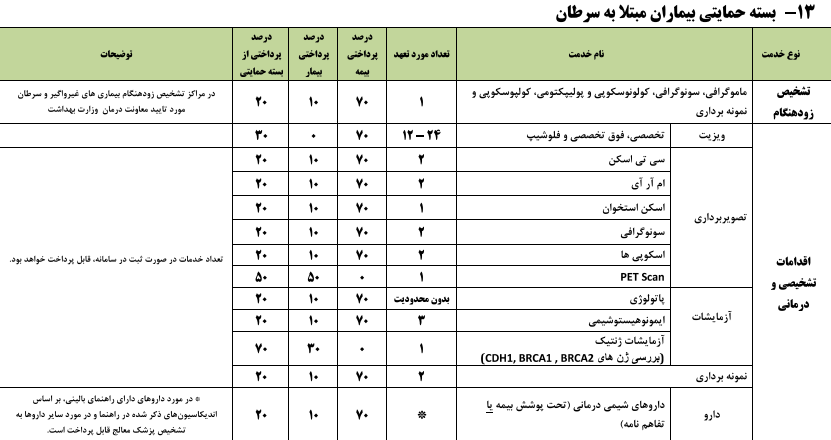 ۱۳- بسته حمایتی بیماران مبتلا به سرطان
نوع خدمت نام خدمت تعداد مورد تعهد درصد پرداختی بیمه درصد پرداختی بیمار درصد پرداختی از بسته حمایتی توضیحات
تشخیص زودهنگام ماموگرافی، سونوگرافی، کولونوسکوپی و پولیپکتومی، کولپوسکوپی و نمونه برداری ۱ ۷۰ ۱۰ ۲۰ در مراکز تشخیص زودهنگام بیماری های غیرواگیر و سرطان مورد تایید معاونت درمان وزارت بهداشت
اقدامات تشخیصی و درمانی
ویزیت تخصصی، فوق تخصصی و فلوشیپ ۲۴ – ۱۲ ۷۰ ۰ ۳۰
تصویربرداری
سی تی اسکن ۲ ۷۰ ۱۰ ۲۰
ام آر آی ۲ ۷۰ ۱۰ ۲۰
اسکن استخوان ۱ ۷۰ ۱۰ ۲۰
سونوگرافی ۲ ۷۰ ۱۰ ۲۰
اسکوپی ها ۲ ۷۰ ۱۰ ۲۰
PET Scan ۱ ۰ ۵۰ ۵۰
تعداد خدمات در صورت ثبت در سامانه، قابل پرداخت خواهد بود.
آزمایشات
پاتولوژی بدون محدودیت ۷۰ ۱۰ ۲۰
ایمونوهیستوشیمی ۳ ۷۰ ۱۰ ۲۰
آزمایشات ژنتیک
(بررسی ژن های CDH1, BRCA1 , BRCA2) ۱ ۰ ۳۰ ۷۰
نمونه برداری ۲ ۷۰ ۱۰ ۲۰
دارو داروهای شیمی درمانی (تحت پوشش بیمه یا تفاهم نامه) * ۷۰ ۱۰ ۲۰
* در مورد داروهای دارای راهنمای بالینی، بر اساس
اندیکاسیون‌های ذکر شده در راهنما و در مورد سایر داروها به
تشخیص پزشک معالج قابل پرداخت است.